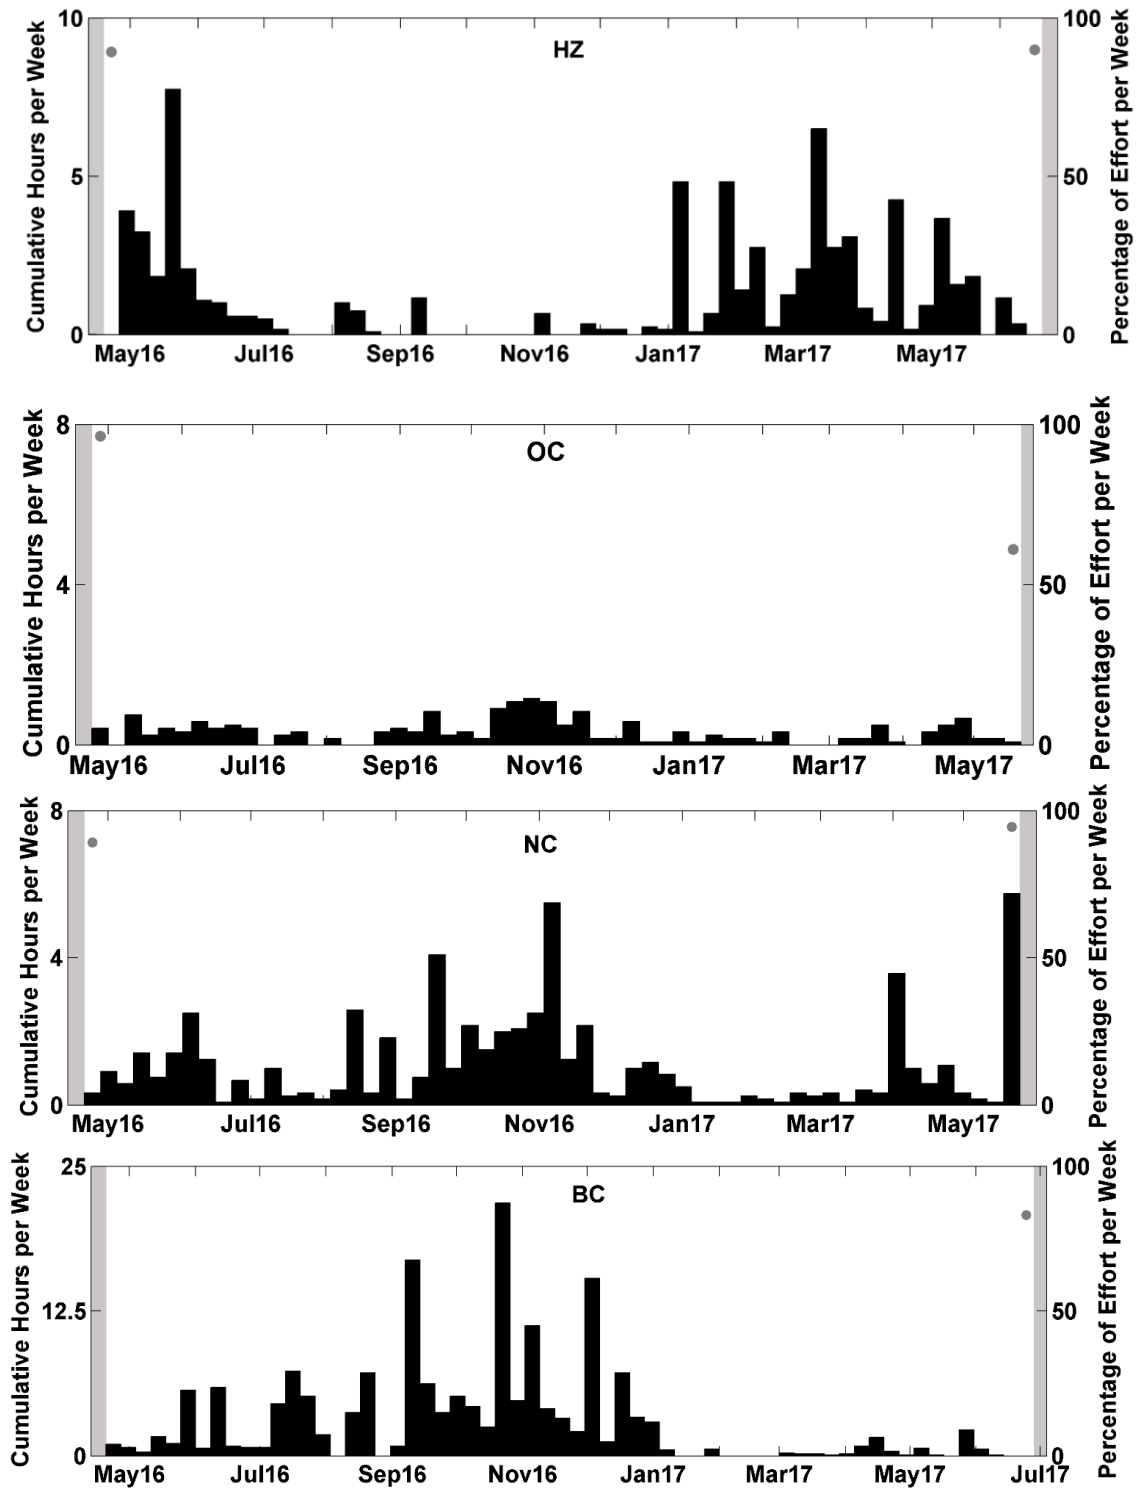 10
100
HZ
5
50
0
0
Cumulative Hours per Week
Percentage of Effort per Week
May16 Jul16 Sep16 Nov16 Jan17 Mar17 May17
8
100
OC
4
50
0
0
Cumulative Hours per Week
Percentage of Effort per Week
May16 Jul16 Sep16 Nov16 Jan17 Mar17 May17
8
100
NC
4
50
0
0
Cumulative Hours per Week
Percentage of Effort per Week
May16 Jul16 Sep16 Nov16 Jan17 Mar17 May17
25
100
BC
12.5
50
0
0
Cumulative Hours per Week
Percentage of Effort per Week
May16 Jul16 Sep16 Nov16 Jan17 Mar17 May17 Jul17